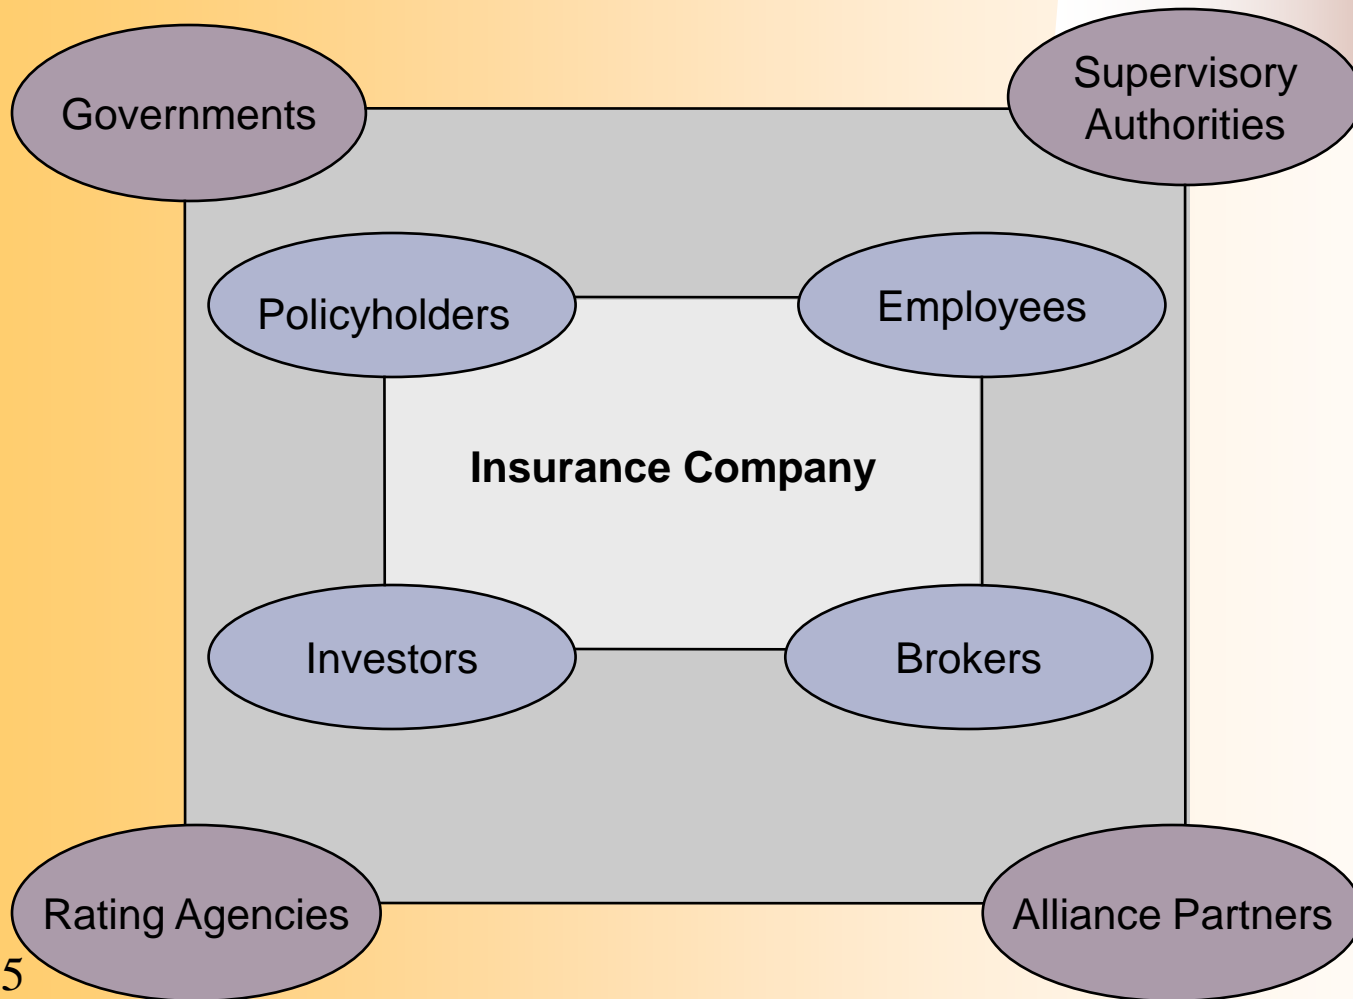 Governments
Supervisory
Authorities
Policyholders
Employees
Insurance Company
Investors
Brokers
Rating Agencies
Alliance Partners
5